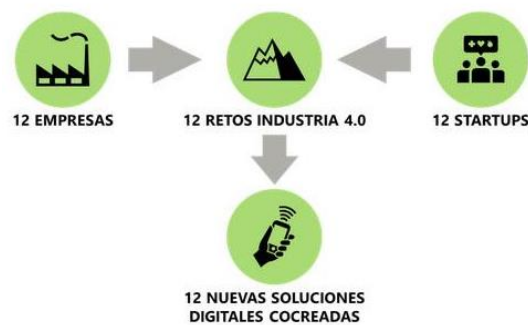 12 EMPRESAS
12 RETOS INDUSTRIA 4.0
12 STARTUPS
12 NUEVAS SOLUCIONES
DIGITALES COCREADAS